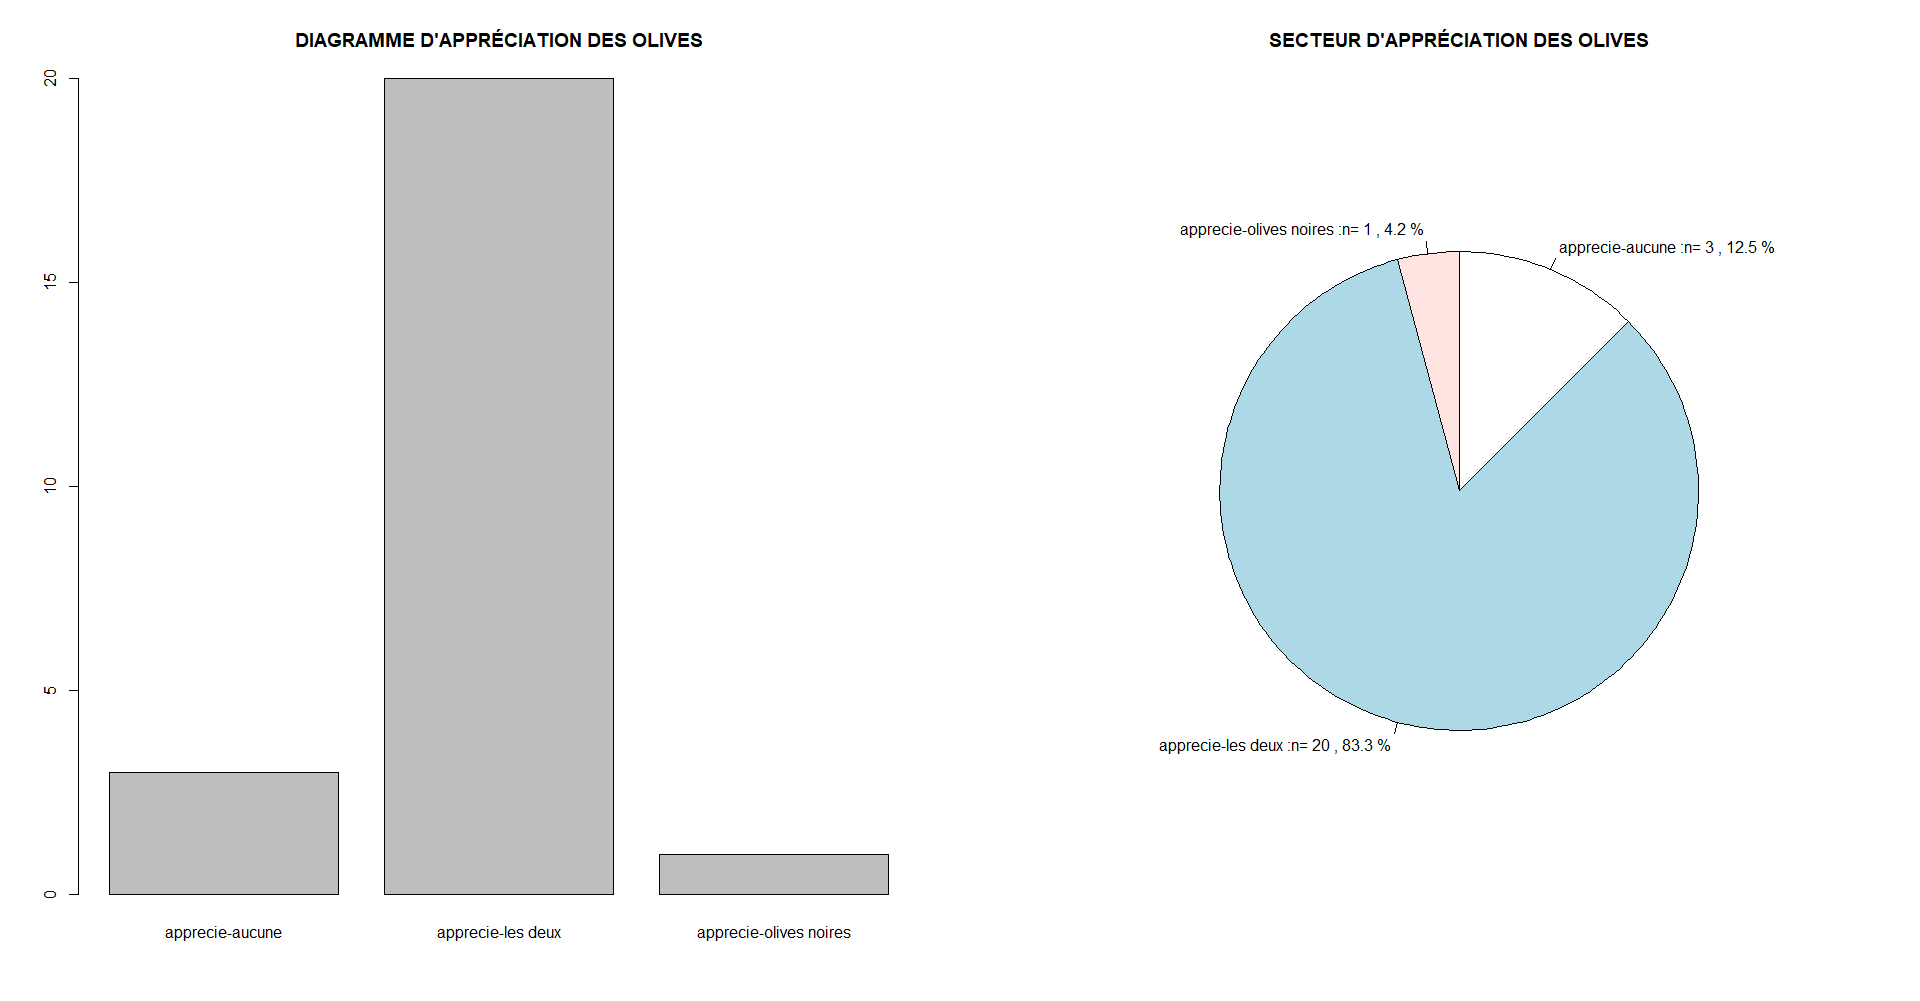 DIAGRAMME D'APPRÉCIATION DES OLIVES
20
15
10
5
0
apprecie-aucune
apprecie-les deux
apprecie-olives noires
SECTEUR D'APPRÉCIATION DES OLIVES
apprecie-olives noires :n= 1 , 4.2 %
apprecie-aucune :n= 3 , 12.5 %
apprecie-les deux :n= 20 , 83.3 %